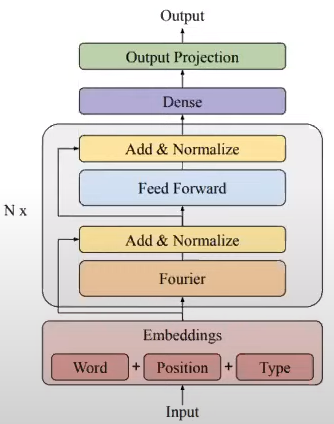 Output
Output Projection
Dense
Add & Normalize
Feed Forward
N x
Add & Normalize
Fourier
Embeddings
Word + Position + Type
Input